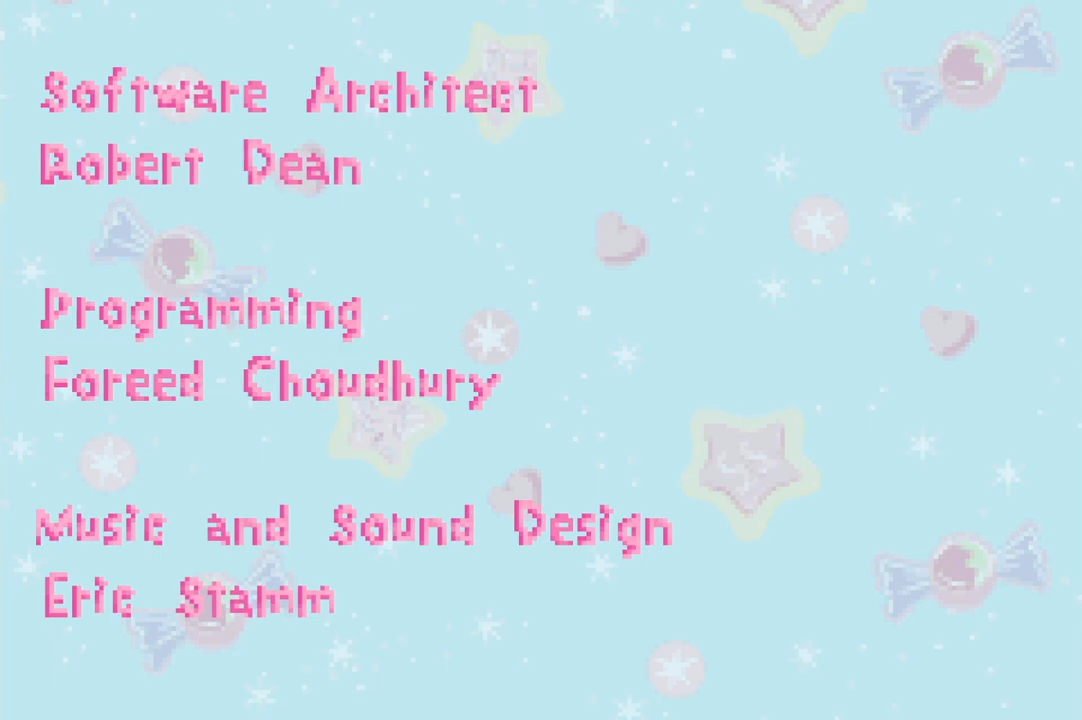 Software Architect
Robert Dean
Programming
Foreed Choudhury
Music and Sound Design
Eric Stamm